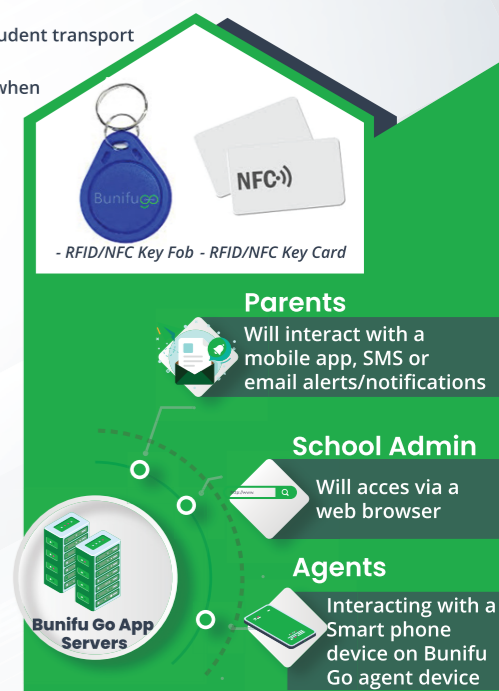 udent transport
when
Bunifugo
NFC
- RFID/NFC Key Fob - RFID/NFC Key Card
Parents
Will interact with a
mobile app, SMS or
email alerts/notifications
School Admin
Will acces via a
web browser
Agents
Interacting with a
Smart phone
device on Bunifu
Go agent device
Bunifu Go App
Servers